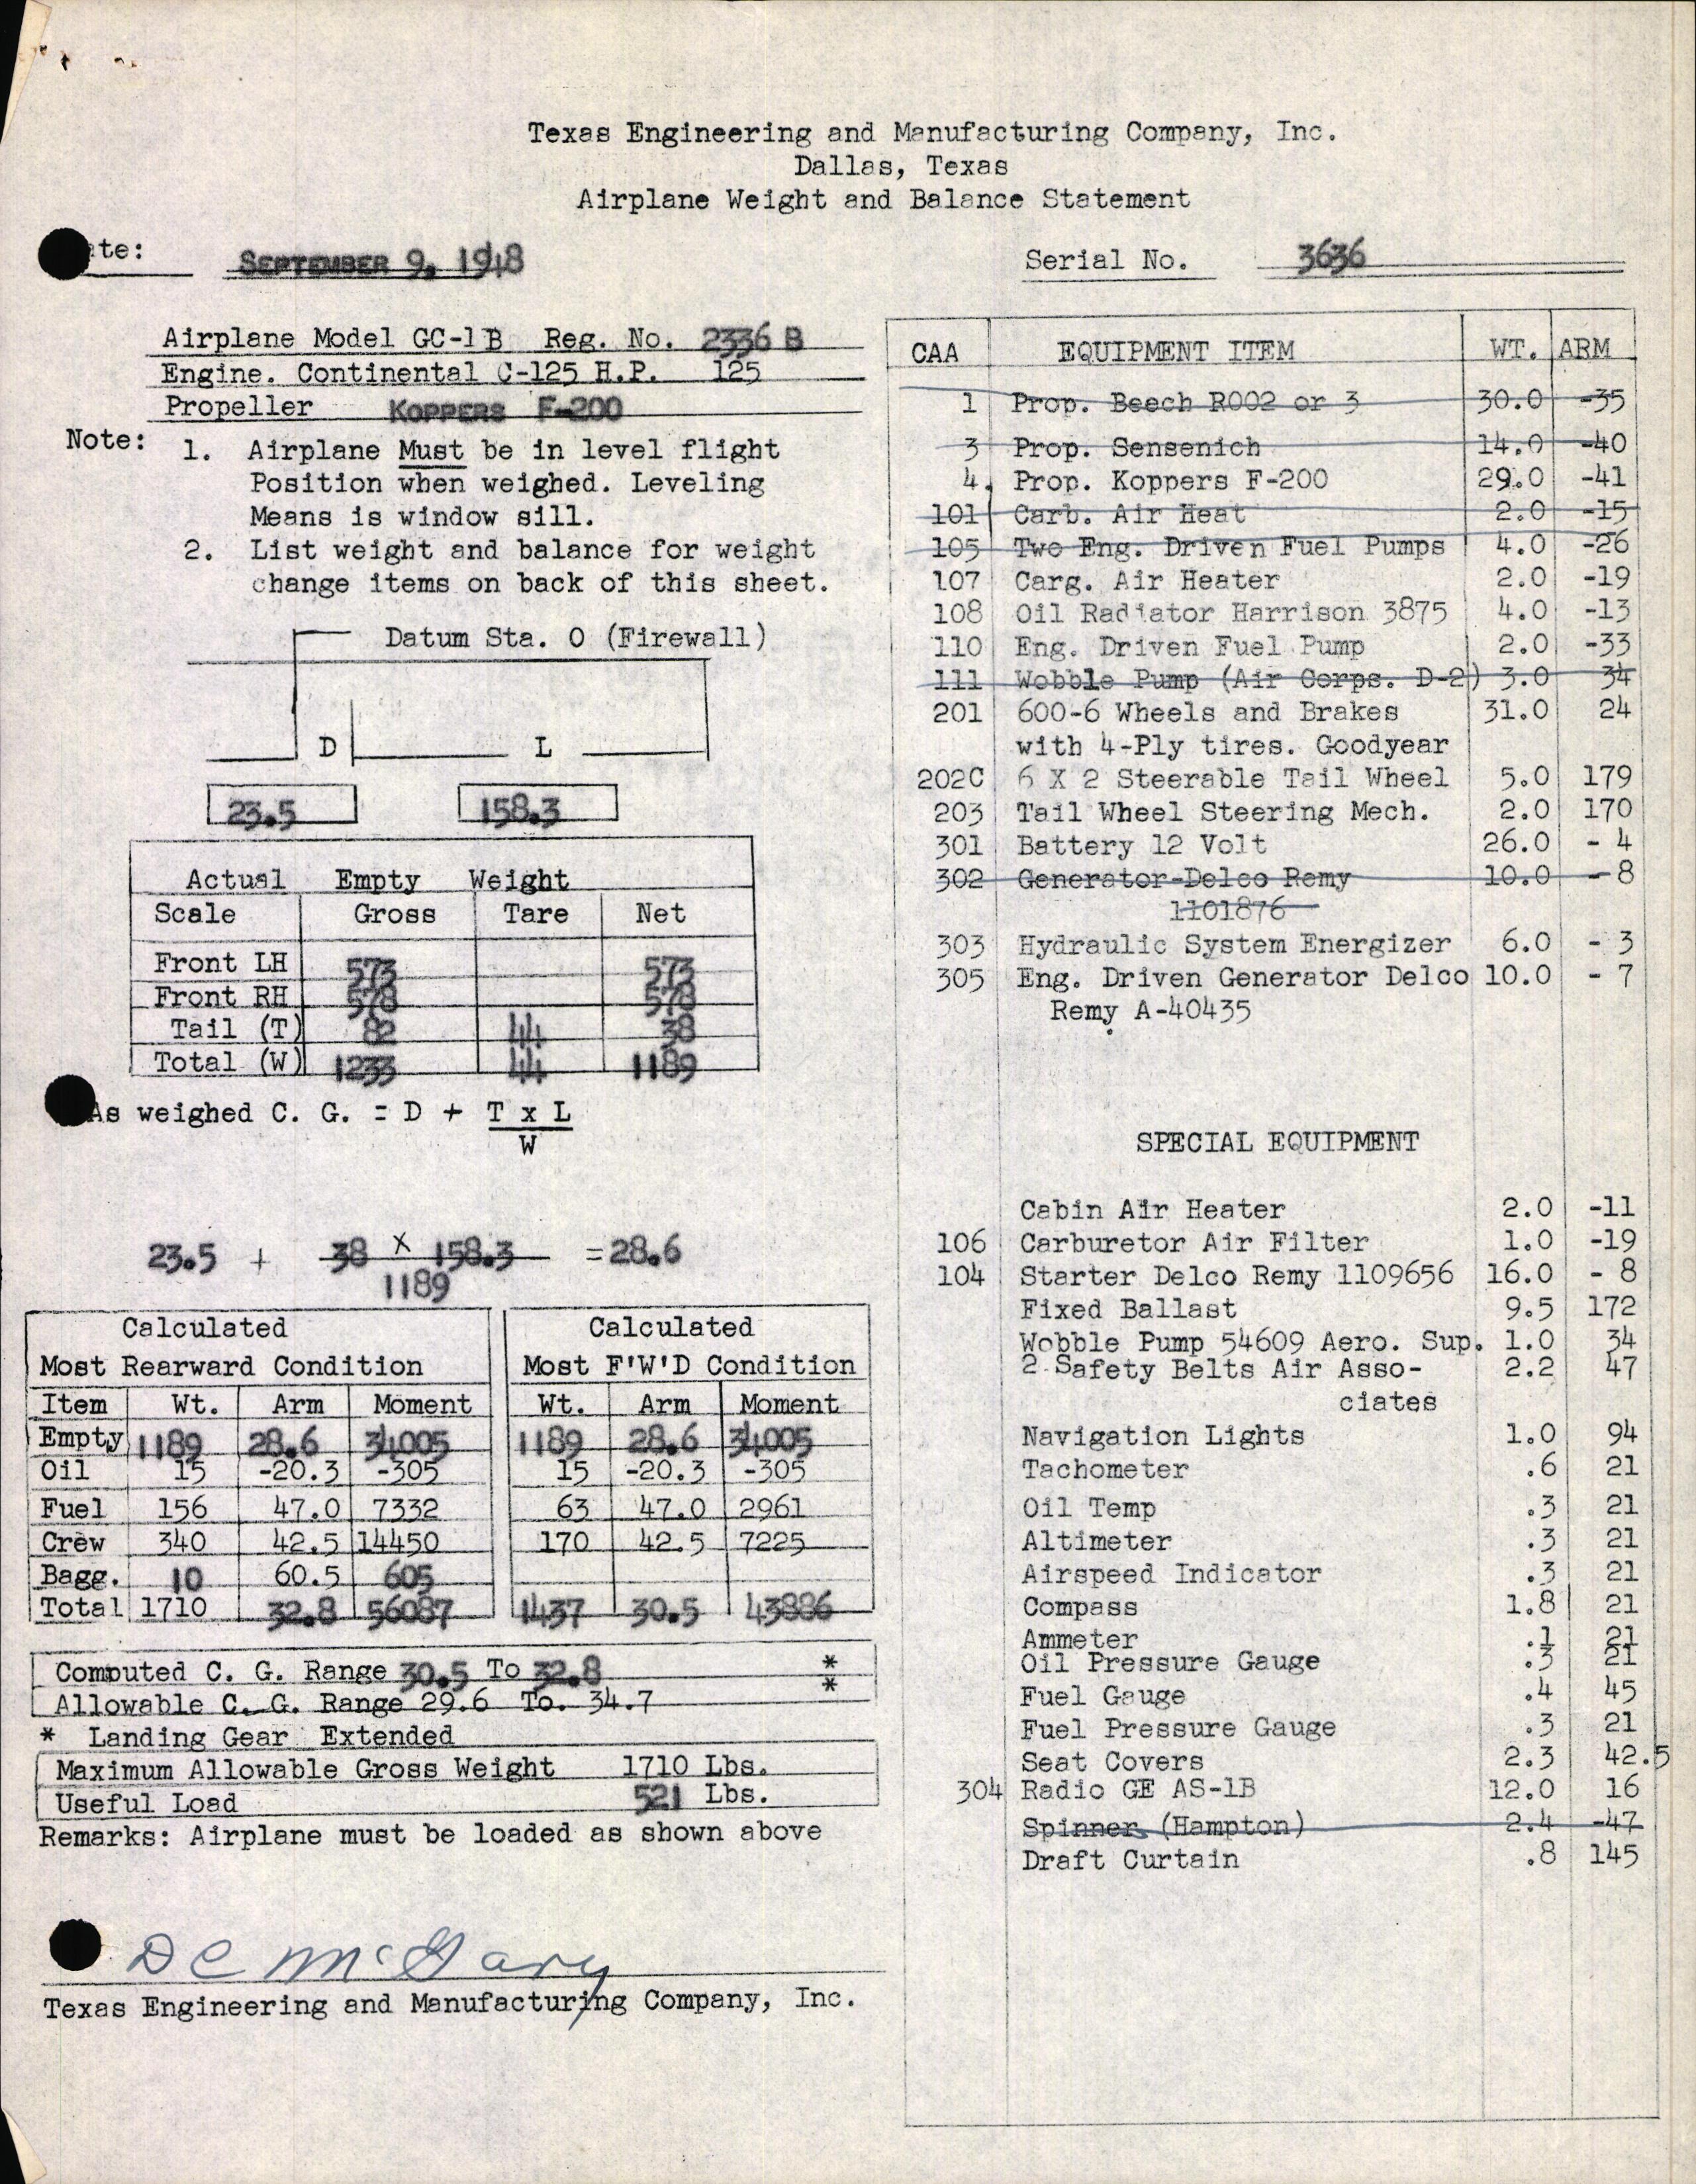 Texas Engineering and Manufacturing Company, Inc.
Dallas, Texas
Airplane Weight and Balance Statement
te: SEPTEMBER 9, 1948
Serial No. 3636
Airplane Model GC-1B Reg. No. 2336 B
Engine. Continental C-125 H.P. 125
Propeller KOPPERS F-200
Note: 1. Airplane Must be in level flight
Position when weighed. Leveling
Means is window sill.
2. List weight and balance for weight
change items on back of this sheet.
Datum Sta. 0 (Firewall)
D L
23.5 158.3
Actual Empty Weight
Scale Gross Tare Net
Front LH 573 573
Front RH 578 578
Tail (T) 82 44 38
Total (W) 1233 44 1189
As weighed C. G. = D + T x L
W
23.5 + 38 X 158.3 = 28.6
1189
Calculated
Most Rearward Condition
Calculated
Most F'W'D Condition
Item Wt. Arm Moment Wt. Arm Moment
Empty 1189 28.6 34005 1189 28.6 34005
Oil 15 -20.3 -305 15 -20.3 -305
Fuel 156 47.0 7332 63 47.0 2961
Crew 340 42.5 14450 170 42.5 7225
Bagg. 10 60.5 605
Total 1710 32.8 56087 1437 30.5 43886
Computed C. G. Range 30.5 To 32.8 *
Allowable C. G. Range 29.6 To. 34.7 *
* Landing Gear Extended
Maximum Allowable Gross Weight 1710 Lbs.
Useful Load 521 Lbs.
Remarks: Airplane must be loaded as shown above
D C McGary
Texas Engineering and Manufacturing Company, Inc.
CAA EQUIPMENT ITEM WT. ARM
1 Prop. Beech R002 or 3 30.0 -35
3 Prop. Sensenich 14.0 -40
4. Prop. Koppers F-200 29.0 -41
101 Carb. Air Heat 2.0 -15
105 Two Eng. Driven Fuel Pumps 4.0 -26
107 Carg. Air Heater 2.0 -19
108 Oil Radiator Harrison 3875 4.0 -13
110 Eng. Driven Fuel Pump 2.0 -33
111 Wobble Pump (Air Corps. D-2) 3.0 34
201 600-6 Wheels and Brakes 31.0 24
with 4-Ply tires. Goodyear
202C 6 X 2 Steerable Tail Wheel 5.0 179
203 Tail Wheel Steering Mech. 2.0 170
301 Battery 12 Volt 26.0 - 4
302 Generator-Delco Remy 10.0 - 8
1101876
303 Hydraulic System Energizer 6.0 - 3
305 Eng. Driven Generator Delco 10.0 - 7
Remy A-40435
SPECIAL EQUIPMENT
Cabin Air Heater 2.0 -11
106 Carburetor Air Filter 1.0 -19
104 Starter Delco Remy 1109656 16.0 - 8
Fixed Ballast 9.5 172
Wobble Pump 54609 Aero. Sup. 1.0 34
2 Safety Belts Air Asso- 2.2 47
ciates
Navigation Lights 1.0 94
Tachometer .6 21
Oil Temp .3 21
Altimeter .3 21
Airspeed Indicator .3 21
Compass 1.8 21
Ammeter .1 21
Oil Pressure Gauge .3 21
Fuel Gauge .4 45
Fuel Pressure Gauge .3 21
Seat Covers 2.3 42.5
304 Radio GE AS-1B 12.0 16
Spinner (Hampton) 2.4 -47
Draft Curtain .8 145